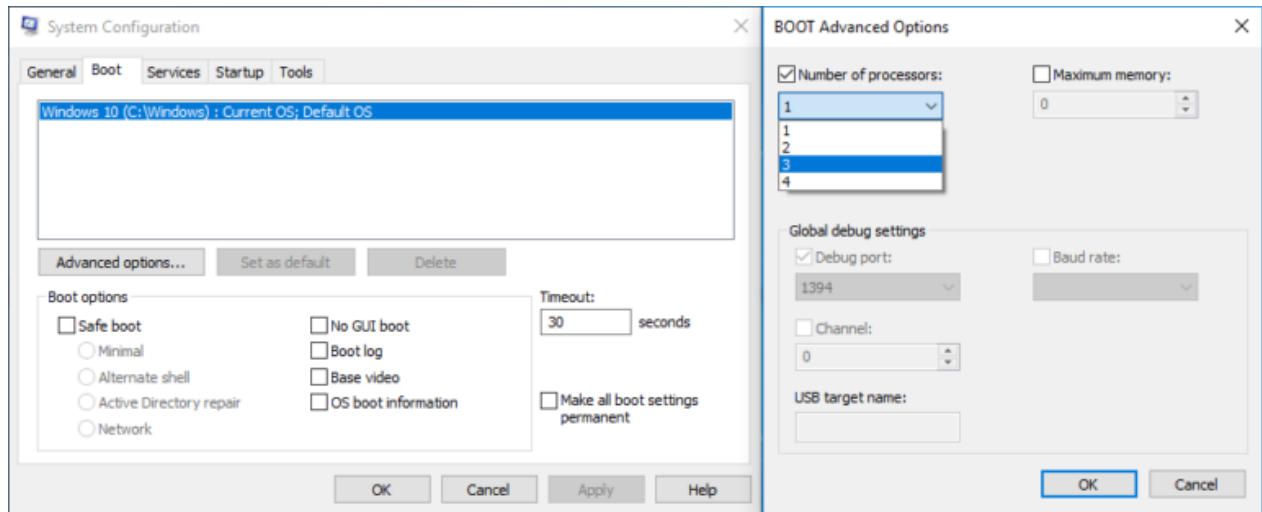 System Configuration
General Boot Services Startup Tools
Windows 10 (C:\Windows) : Current OS; Default OS
Advanced options... Set as default Delete
Boot options
Safe boot
Minimal
Alternate shell
Active Directory repair
Network
No GUI boot
Boot log
Base video
OS boot information
Timeout:
30 seconds
Make all boot settings
permanent
OK Cancel Apply Help
BOOT Advanced Options
Number of processors:
1
1
2
3
4
Maximum memory:
0
Global debug settings
Debug port:
1394
Baud rate:
Channel:
0
USB target name:
OK Cancel